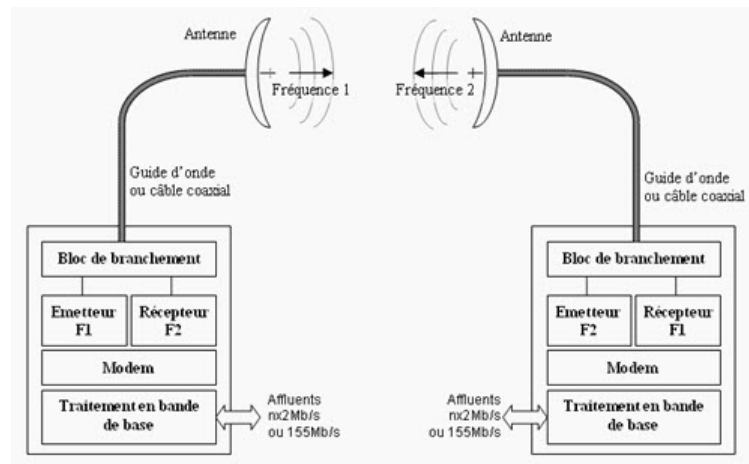 Antenne
Fréquence 1
Guide d'onde
ou câble coaxial
Bloc de branchement
Emetteur
F1
Récepteur
F2
Modem
Traitement en bande
de base
Affluents
nx2Mb/s
ou 155Mb/s
Antenne
Fréquence 2
Guide d'onde
ou câble coaxial
Bloc de branchement
Emetteur
F2
Récepteur
F1
Modem
Traitement en bande
de base
Affluents
nx2Mb/s
ou 155Mb/s